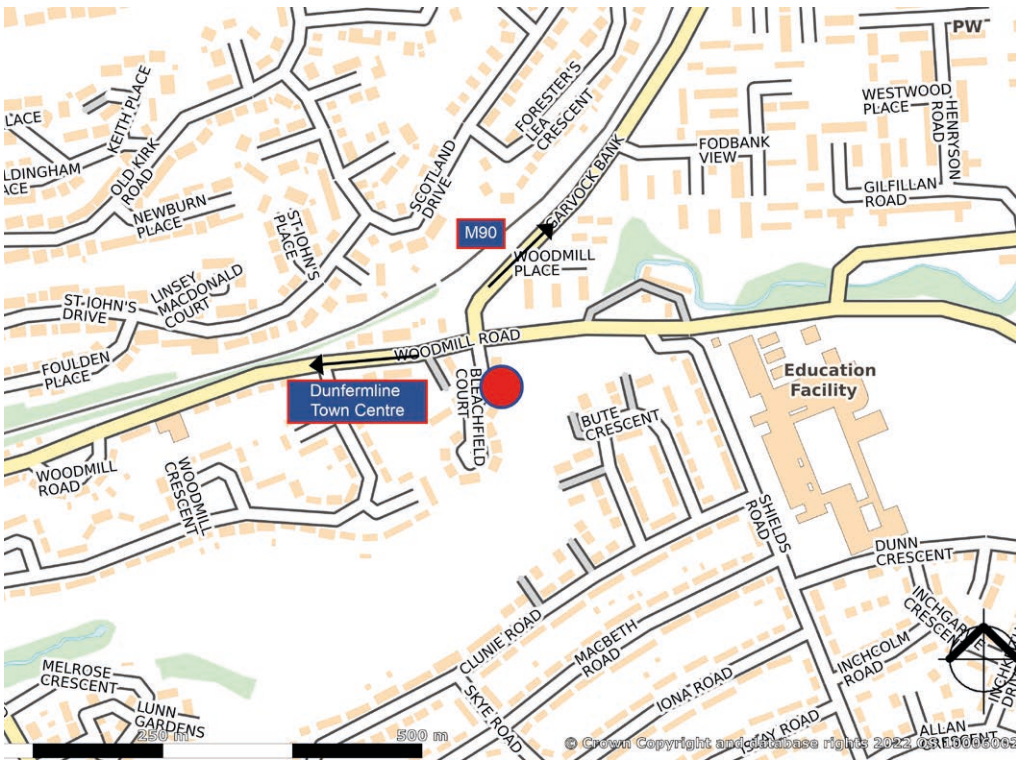 PW
LACE
KEITH PLACE
LDINGHAM
ACE
OLD KIRK
ROAD
NEWBURN
PLACE
ST-JOHN'S
PLACE
LINSEY
MACDONALD
COURT
ST-JOHN'S
DRIVE
FOULDEN
PLACE
SCOTLAND
DRIVE
FORESTER'S
LEA
CRESCENT
GARVOCK BANK
M90
WOODMILL
PLACE
FODBANK
VIEW
WESTWOOD
PLACE
HENRYSON
ROAD
GILFILLAN
ROAD
WOODMILL ROAD
Dunfermline
Town Centre
BLEACHFIELD
COURT
BUTE
CRESCENT
Education
Facility
WOODMILL
ROAD
WOODMILL
CRESCENT
SHIELDS
ROAD
DUNN
CRESCENT
CLUNIE ROAD
MACBETH
ROAD
IONA ROAD
SKYE ROAD
INCHCOLM
ROAD
CRESCENT
ALLAN
CRESCENT
MELROSE
CRESCENT
LUNN
GARDENS
250 m
500 m
© Crown Copyright and database rights 2022